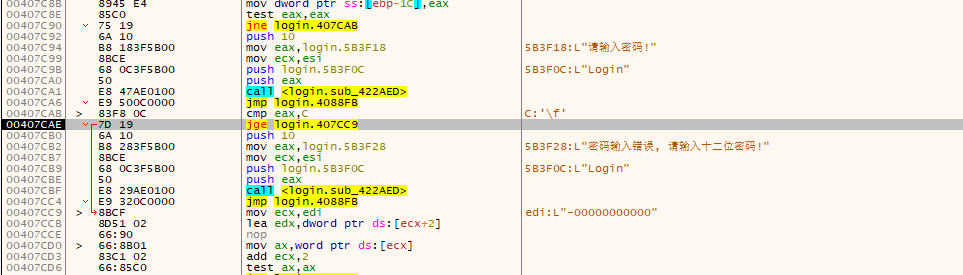 00407C8B 8945 E4 mov dword ptr ss:[ebp-1C],eax
00407C8E 85C0 test eax,eax
00407C90 75 19 jne login.407CAB
00407C92 6A 10 push 10
00407C94 B8 183F5B00 mov eax,login.5B3F18 5B3F18:L"请输入密码!"
00407C99 8BCE mov ecx,esi
00407C9B 68 0C3F5B00 push login.5B3F0C 5B3F0C:L"Login"
00407CA0 50 push eax
00407CA1 E8 47AE0100 call <login.sub_422AED>
00407CA6 E9 500C0000 jmp login.4088FB
00407CAB > 83F8 0C cmp eax,C C:'\f'
00407CAE 7D 19 jge login.407CC9
00407CB0 6A 10 push 10
00407CB2 B8 283F5B00 mov eax,login.5B3F28 5B3F28:L"密码输入错误, 请输入十二位密码!"
00407CB7 8BCE mov ecx,esi
00407CB9 68 0C3F5B00 push login.5B3F0C 5B3F0C:L"Login"
00407CBE 50 push eax
00407CBF E8 29AE0100 call <login.sub_422AED>
00407CC4 E9 320C0000 jmp login.4088FB
00407CC9 > 8BCF mov ecx,edi edi:L"-00000000000"
00407CCB 8D51 02 lea edx,dword ptr ds:[ecx+2]
00407CCE 66:90 nop
00407CD0 > 66:8B01 mov ax,word ptr ds:[ecx]
00407CD3 83C1 02 add ecx,2
00407CD6 66:85C0 test ax,ax